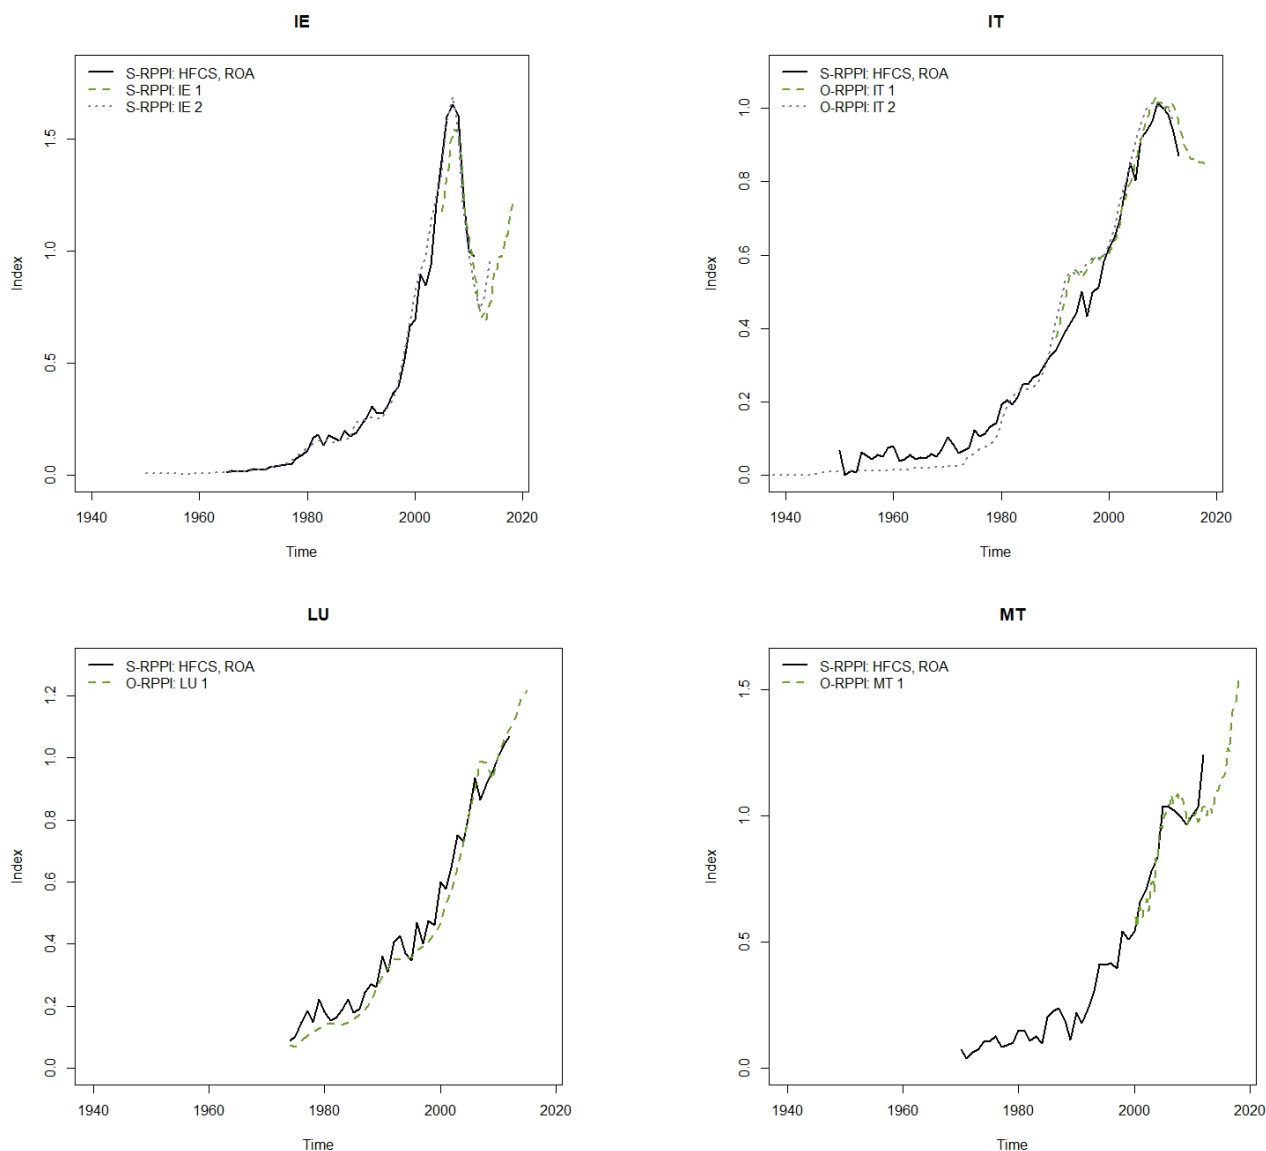 IE
S-RPPI: HFCS, ROA
S-RPPI: IE 1
S-RPPI: IE 2
Index
0.0
0.5
1.0
1.5
1940
1960
1980
2000
2020
Time
IT
S-RPPI: HFCS, ROA
O-RPPI: IT 1
O-RPPI: IT 2
Index
0.0
0.2
0.4
0.6
0.8
1.0
1940
1960
1980
2000
2020
Time
LU
S-RPPI: HFCS, ROA
O-RPPI: LU 1
Index
0.0
0.2
0.4
0.6
0.8
1.0
1.2
1940
1960
1980
2000
2020
Time
MT
S-RPPI: HFCS, ROA
O-RPPI: MT 1
Index
0.0
0.5
1.0
1.5
1940
1960
1980
2000
2020
Time